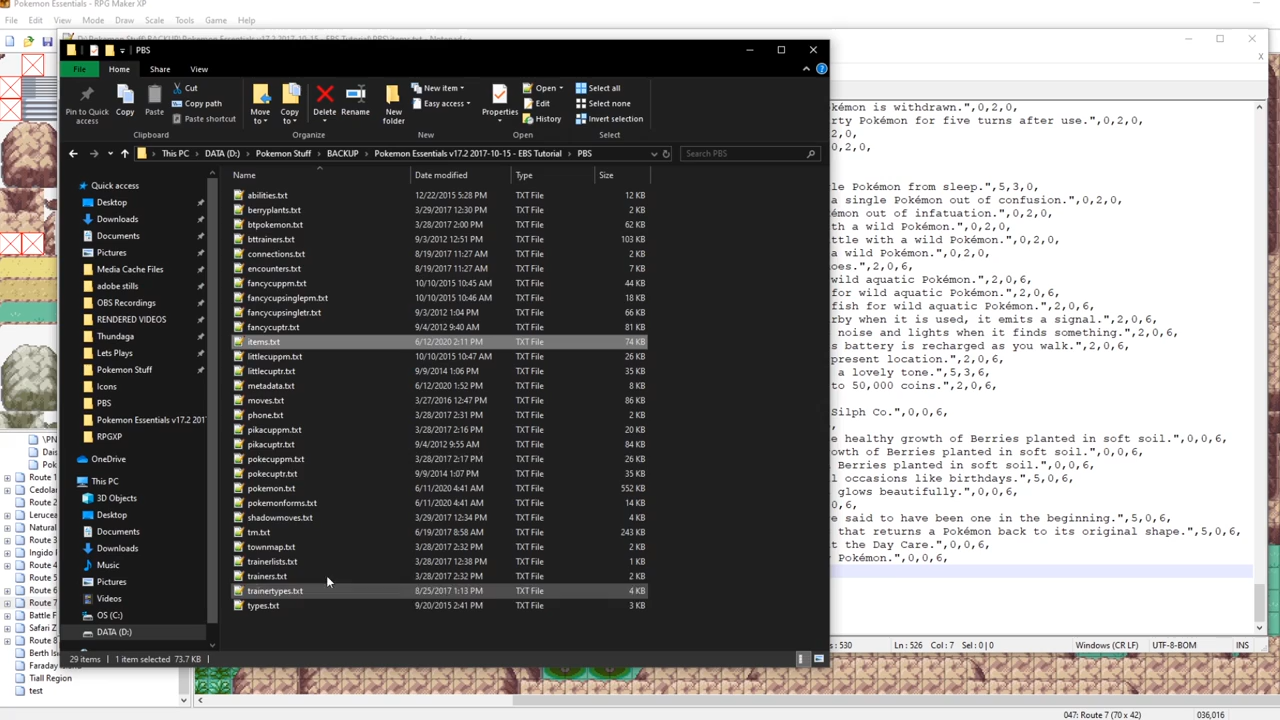 Pokemon Essentials - RPG Maker XP
File Edit View Mode Draw Scale Tools Game Help
PBS
File Home Share View
Pin to Quick access
Copy
Paste
Cut
Copy path
Paste shortcut
Clipboard
Move to
Copy to
Delete
Rename
Organize
New folder
New item
Easy access
New
Properties
Open
Edit
History
Open
Select all
Select none
Invert selection
Select
This PC > DATA (D:) > Pokemon Stuff > BACKUP > Pokemon Essentials v17.2 2017-10-15 - EBS Tutorial > PBS
Search PBS
Name Date modified Type Size
Quick access
Desktop
Downloads
Documents
Pictures
Media Cache Files
adobe stills
OBS Recordings
RENDERED VIDEOS
Thundaga
Lets Plays
Pokemon Stuff
Icons
PBS
Pokemon Essentials v17.2 2017
RPGXP
OneDrive
This PC
3D Objects
Desktop
Documents
Downloads
Music
Pictures
Videos
OS (C:)
DATA (D:)
abilities.txt 12/22/2015 5:28 PM TXT File 12 KB
berryplants.txt 3/29/2017 12:30 PM TXT File 2 KB
btpokemon.txt 3/28/2017 2:00 PM TXT File 62 KB
bttrainers.txt 9/3/2012 12:51 PM TXT File 103 KB
connections.txt 8/19/2017 11:27 AM TXT File 2 KB
encounters.txt 8/19/2017 11:27 AM TXT File 7 KB
fancycuppm.txt 10/10/2015 10:45 AM TXT File 44 KB
fancycupsinglepm.txt 10/10/2015 10:46 AM TXT File 18 KB
fancycupsingletr.txt 9/3/2012 1:04 PM TXT File 66 KB
fancycuptr.txt 9/4/2012 9:40 AM TXT File 81 KB
items.txt 6/12/2020 2:11 PM TXT File 74 KB
littlecuppm.txt 10/10/2015 10:47 AM TXT File 26 KB
littlecuptr.txt 9/9/2014 1:06 PM TXT File 35 KB
metadata.txt 6/12/2020 1:52 PM TXT File 8 KB
moves.txt 3/27/2016 12:47 PM TXT File 86 KB
phone.txt 3/28/2017 2:31 PM TXT File 2 KB
pikacuppm.txt 3/28/2017 2:16 PM TXT File 20 KB
pikacuptr.txt 9/4/2012 9:55 AM TXT File 84 KB
pokecuppm.txt 3/28/2017 2:17 PM TXT File 26 KB
pokecuptr.txt 9/9/2014 1:07 PM TXT File 35 KB
pokemon.txt 6/11/2020 4:41 AM TXT File 552 KB
pokemonforms.txt 6/11/2020 4:41 AM TXT File 14 KB
shadowmoves.txt 3/29/2017 12:34 PM TXT File 4 KB
tm.txt 6/19/2017 8:58 AM TXT File 243 KB
townmap.txt 3/28/2017 2:32 PM TXT File 2 KB
trainerlists.txt 3/28/2017 12:38 PM TXT File 1 KB
trainers.txt 3/28/2017 2:32 PM TXT File 2 KB
trainertypes.txt 8/25/2017 1:13 PM TXT File 4 KB
types.txt 9/20/2015 2:41 PM TXT File 3 KB
29 items 1 item selected 73.7 KB
kémon is withdrawn.",0,2,0,
rty Pokémon for five turns after use.",0,2,0,
d.",0,2,0,
",0,2,0,
le Pokémon from sleep.",5,3,0,
a single Pokémon out of confusion.",0,2,0,
émon out of infatuation.",0,2,0,
ith a wild Pokémon.",0,2,0,
ttle with a wild Pokémon.",0,2,0,
a wild Pokémon.",0,2,0,
oes.",2,0,6,
wild aquatic Pokémon.",2,0,6,
for wild aquatic Pokémon.",2,0,6,
fish for wild aquatic Pokémon.",2,0,6,
rby when it is used, it emits a signal.",2,0,6,
noise and lights when it finds something.",2,0,6,
s battery is recharged as you walk.",2,0,6,
present location.",2,0,6,
a lovely tone.",5,0,6,
to 50,000 coins.",2,0,6,
Silph Co.",0,0,6,
e healthy growth of Berries planted in soft soil.",0,0,6,
owth of Berries planted in soft soil.",0,0,6,
Berries planted in soft soil.",0,0,6,
l occasions like birthdays.",5,0,6,
glows beautifully.",2,0,6,
e said to have been one in the beginning.",5,0,6,
that returns a Pokémon back to its original shape.",5,0,6,
t the Day Care.",0,0,6,
y Pokémon.",0,0,6,
: 530 Ln : 526 Col : 7 Sel : 0 | 0 Windows (CR LF) UTF-8-BOM INS
Route 1
Route 2
Route 3
Route 4
Route 5
Route 6
Route 7
Safari Z
Route 8
Berth Isl
Faraday
Tiall Region
test
047: Route 7 (70 x 42) 036,016